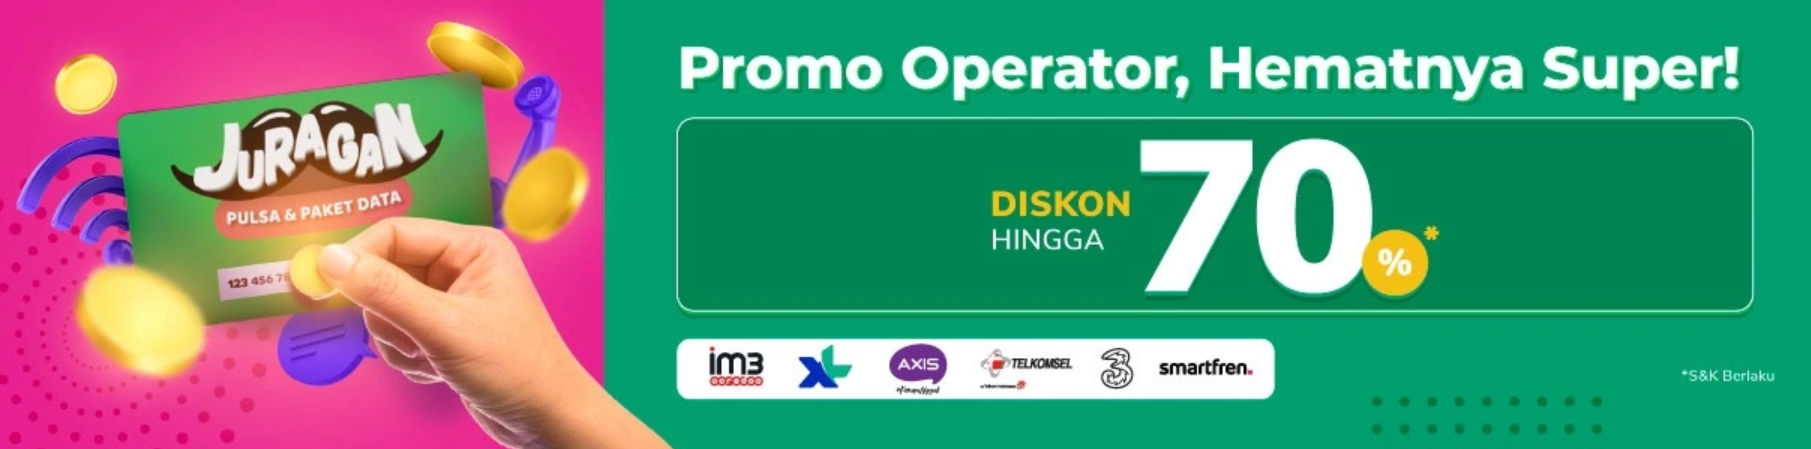 JURAGAN
PULSA & PAKET DATA
123 456 78
Promo Operator, Hematnya Super!
DISKON
HINGGA
70%*
im3
ooredoo
XL
AXIS
TELKOMSEL
3
smartfren.
*S&K Berlaku